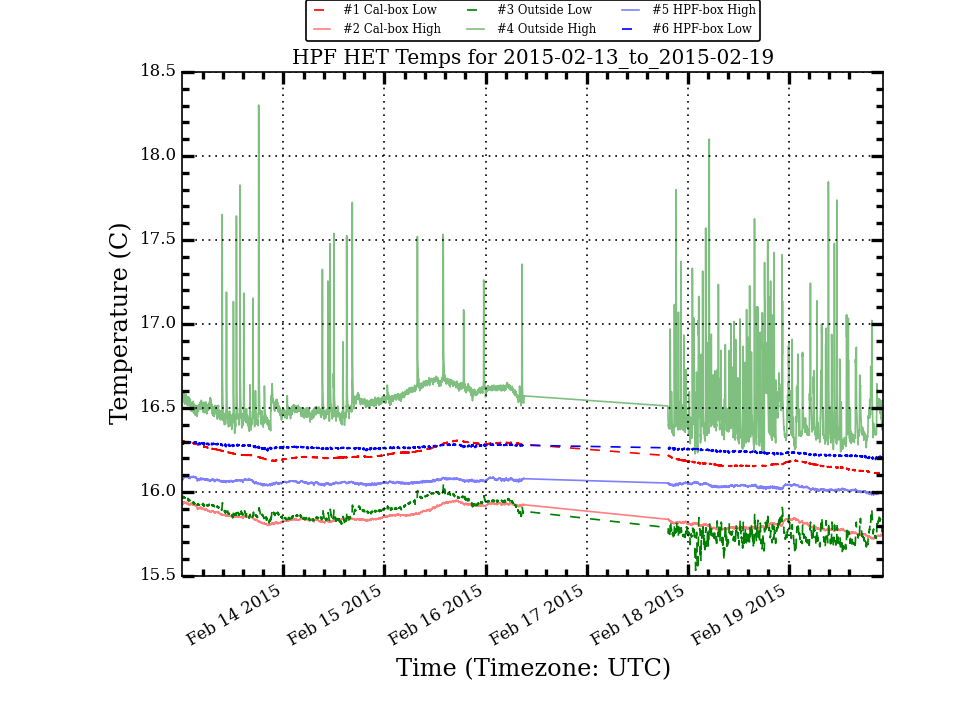 #1 Cal-box Low #3 Outside Low #5 HPF-box High
#2 Cal-box High #4 Outside High #6 HPF-box Low
HPF HET Temps for 2015-02-13_to_2015-02-19
18.5
18.0
17.5
17.0
16.5
16.0
15.5
Temperature (C)
Feb 14 2015 Feb 15 2015 Feb 16 2015 Feb 17 2015 Feb 18 2015 Feb 19 2015
Time (Timezone: UTC)